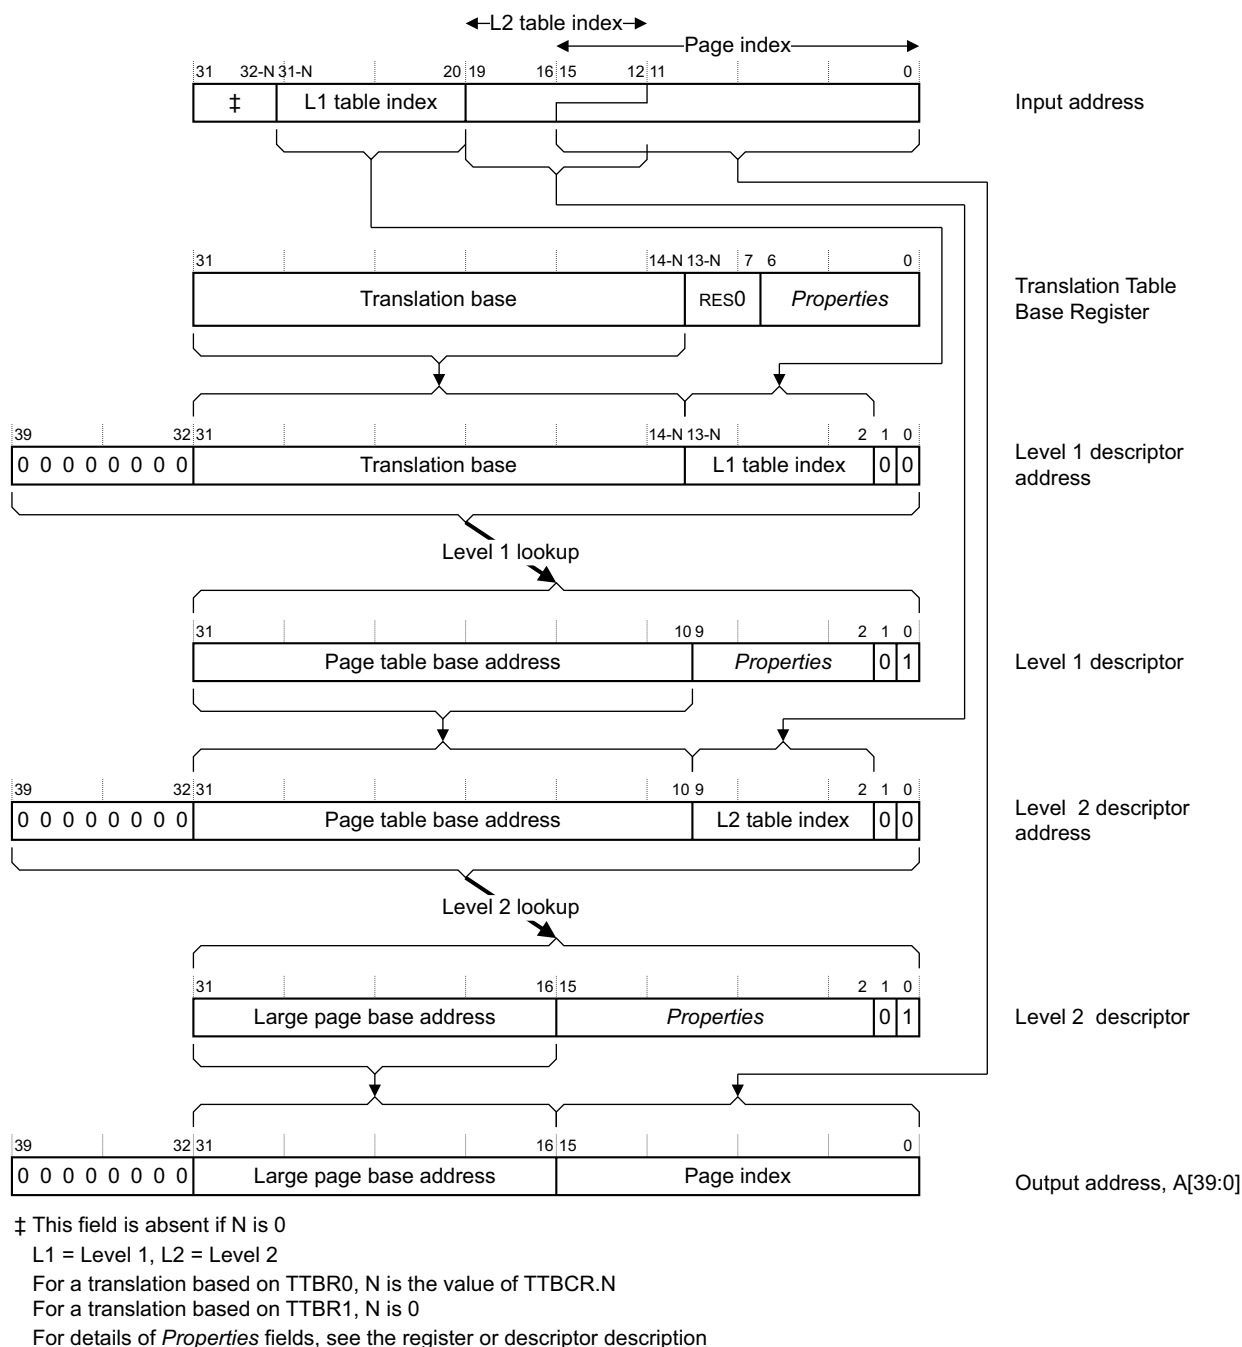 L2 table index
Page index
31 32-N 31-N 20 19 16 15 12 11 0
‡ L1 table index Input address
31 14-N 13-N 7 6 0
Translation base RES0 Properties Translation Table
Base Register
39 32 31 14-N 13-N 2 1 0
0 0 0 0 0 0 0 0 Translation base L1 table index 0 0 Level 1 descriptor
address
Level 1 lookup
31 10 9 2 1 0
Page table base address Properties 0 1 Level 1 descriptor
39 32 31 10 9 2 1 0
0 0 0 0 0 0 0 0 Page table base address L2 table index 0 0 Level 2 descriptor
address
Level 2 lookup
31 16 15 2 1 0
Large page base address Properties 0 1 Level 2 descriptor
39 32 31 16 15 0
0 0 0 0 0 0 0 0 Large page base address Page index Output address, A[39:0]
‡ This field is absent if N is 0
L1 = Level 1, L2 = Level 2
For a translation based on TTBR0, N is the value of TTBCR.N
For a translation based on TTBR1, N is 0
For details of Properties fields, see the register or descriptor description